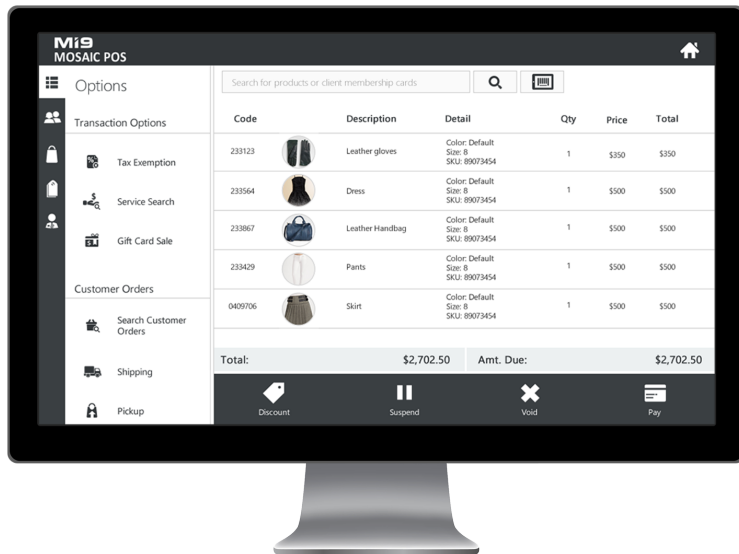 Mi9
MOSAIC POS
Options
Transaction Options
Tax Exemption
Service Search
Gift Card Sale
Customer Orders
Search Customer
Orders
Shipping
Pickup
Search for products or client membership cards
Code Description Detail Qty Price Total
233123 Leather gloves Color: Default
Size: 8
SKU: 89073454 1 $350 $350
233564 Dress Color: Default
Size: 8
SKU: 89073454 1 $500 $500
233867 Leather Handbag Color: Default
Size: 8
SKU: 89073454 1 $500 $500
233429 Pants Color: Default
Size: 8
SKU: 89073454 1 $500 $500
0409706 Skirt Color: Default
Size: 8
SKU: 89073454 1 $500 $500
Total: $2,702.50 Amt. Due: $2,702.50
Discount Suspend Void Pay